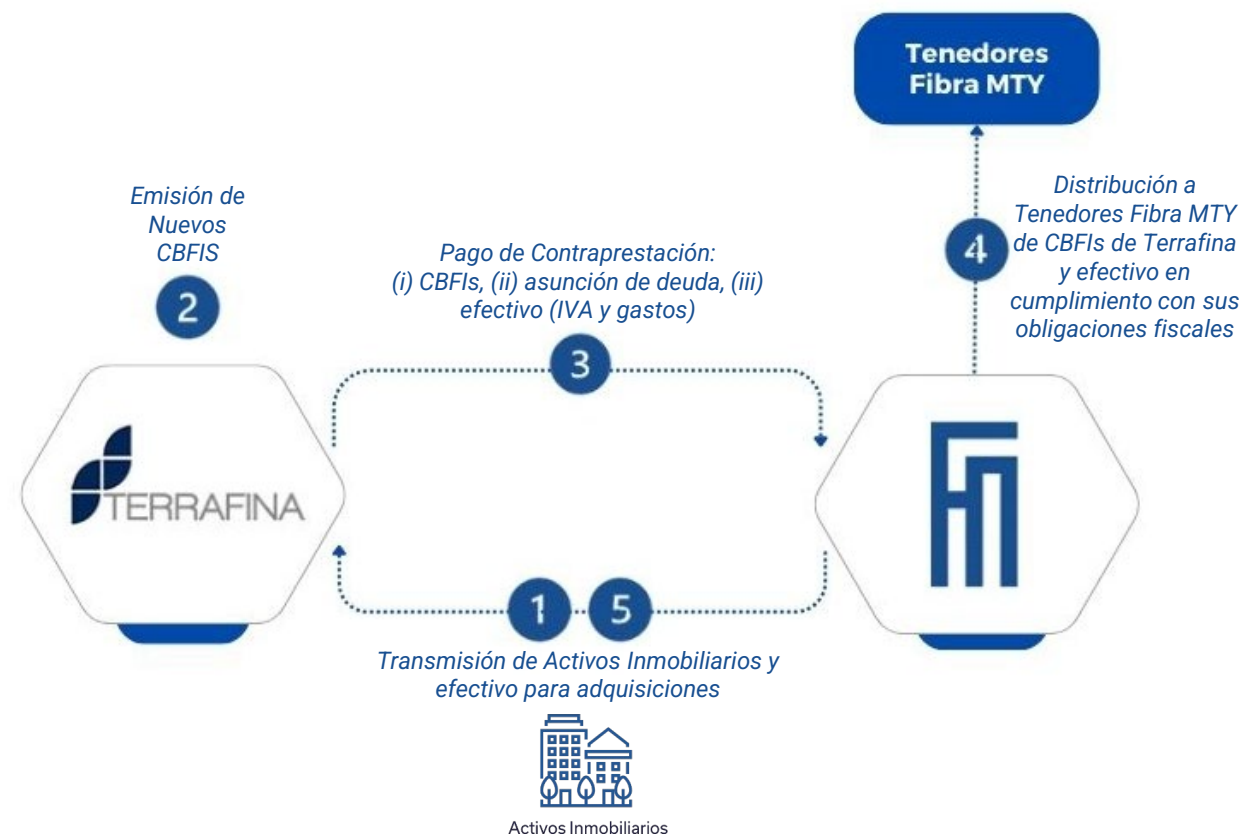 Tenedores
Fibra MTY
Emisión de
Nuevos
CBFIS
2
Pago de Contraprestación:
(i) CBFIs, (ii) asunción de deuda, (iii)
efectivo (IVA y gastos)
3
Distribución a
Tenedores Fibra MTY
de CBFIs de Terrafina
y efectivo en
cumplimiento con sus
obligaciones fiscales
4
TERRAFINA
1 5
Transmisión de Activos Inmobiliarios y
efectivo para adquisiciones
Activos Inmobiliarios